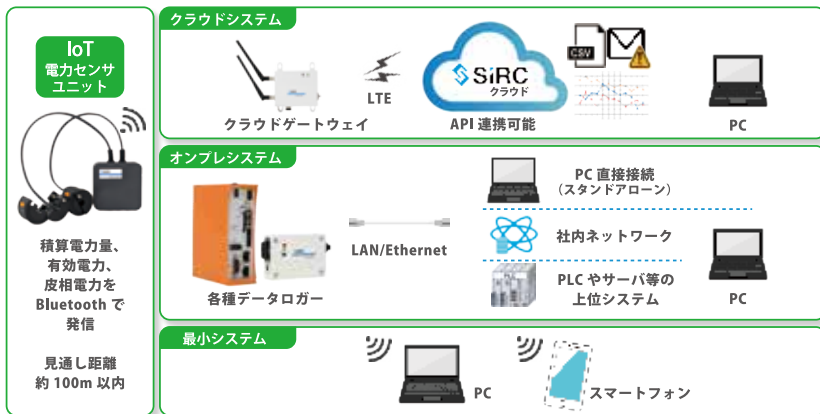 IoT
電力センサ
ユニット
積算電力量、
有効電力、
皮相電力を
Bluetooth で
発信
見通し距離
約 100m 以内
クラウドシステム
クラウドゲートウェイ
LTE
SiRC
クラウド
API 連携可能
CSV
PC
オンプレシステム
各種データロガー
LAN/Ethernet
PC 直接接続
（スタンドアローン）
社内ネットワーク
PLC やサーバ等の
上位システム
PC
最小システム
PC
スマートフォン